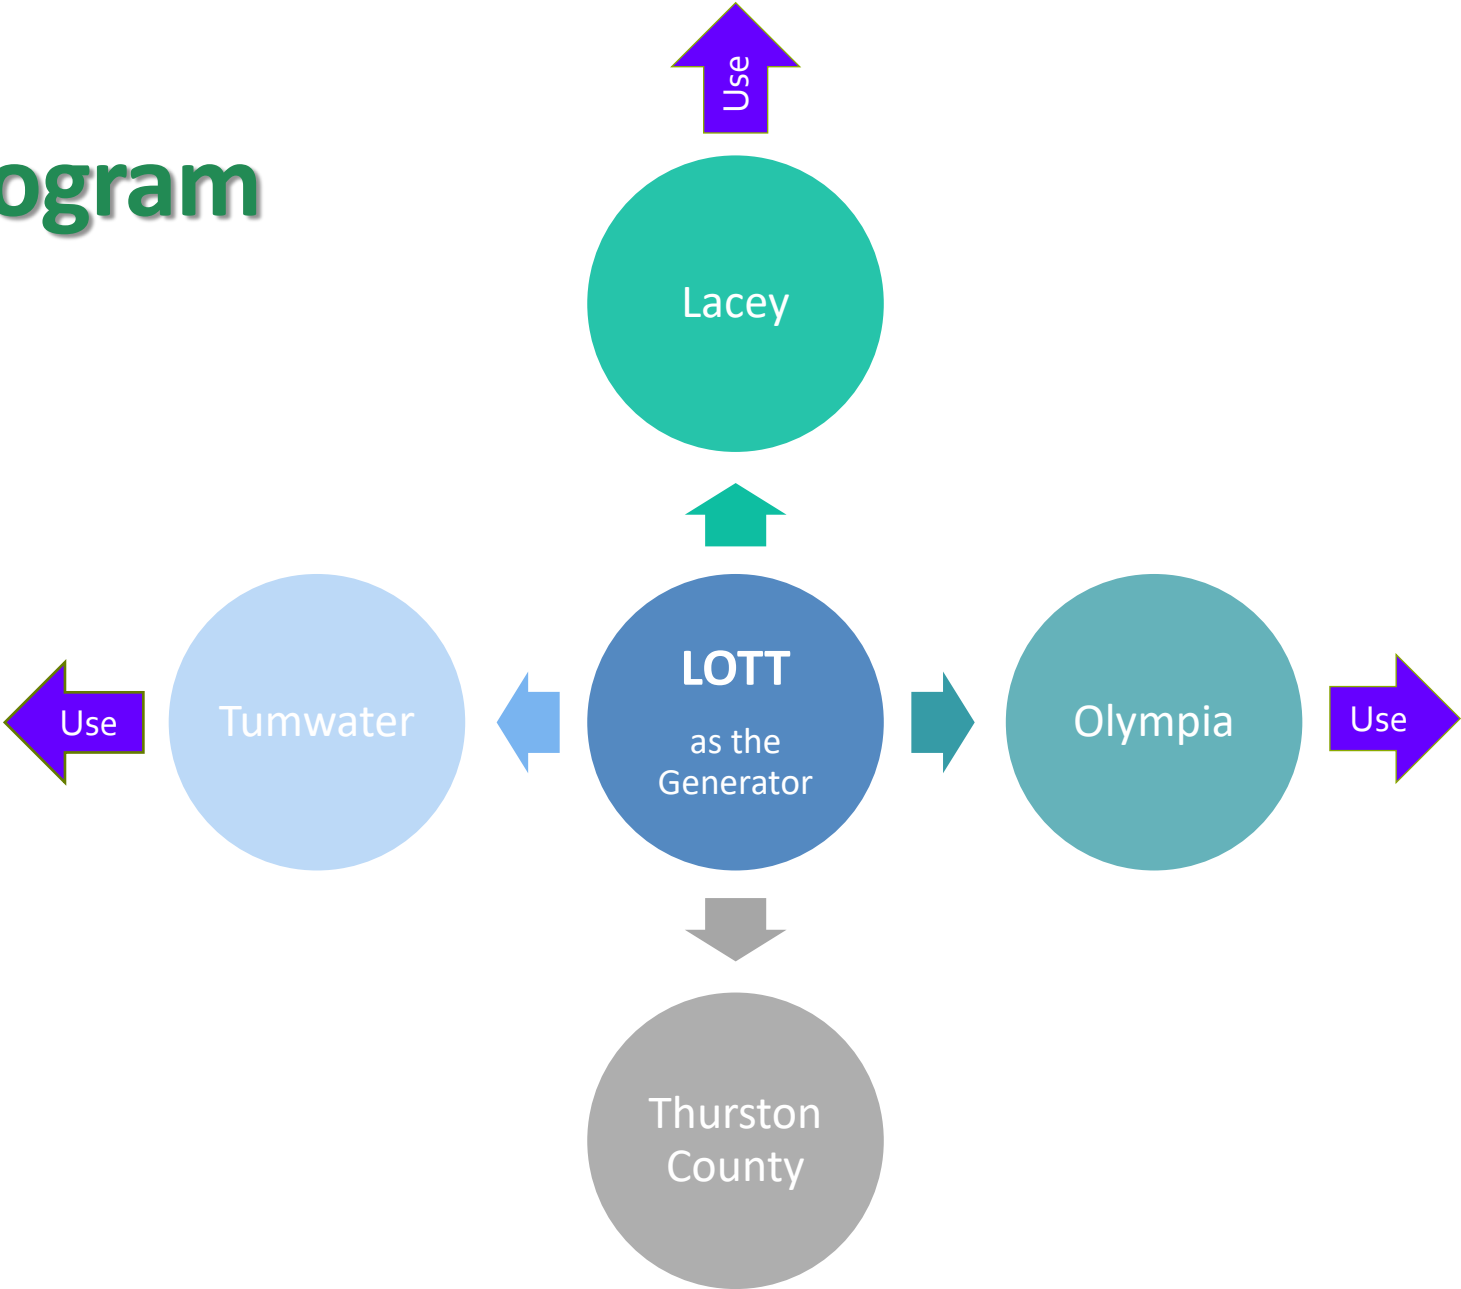 Use
ogram
Lacey
Use
Tumwater
LOTT
as the
Generator
Olympia
Use
Thurston
County